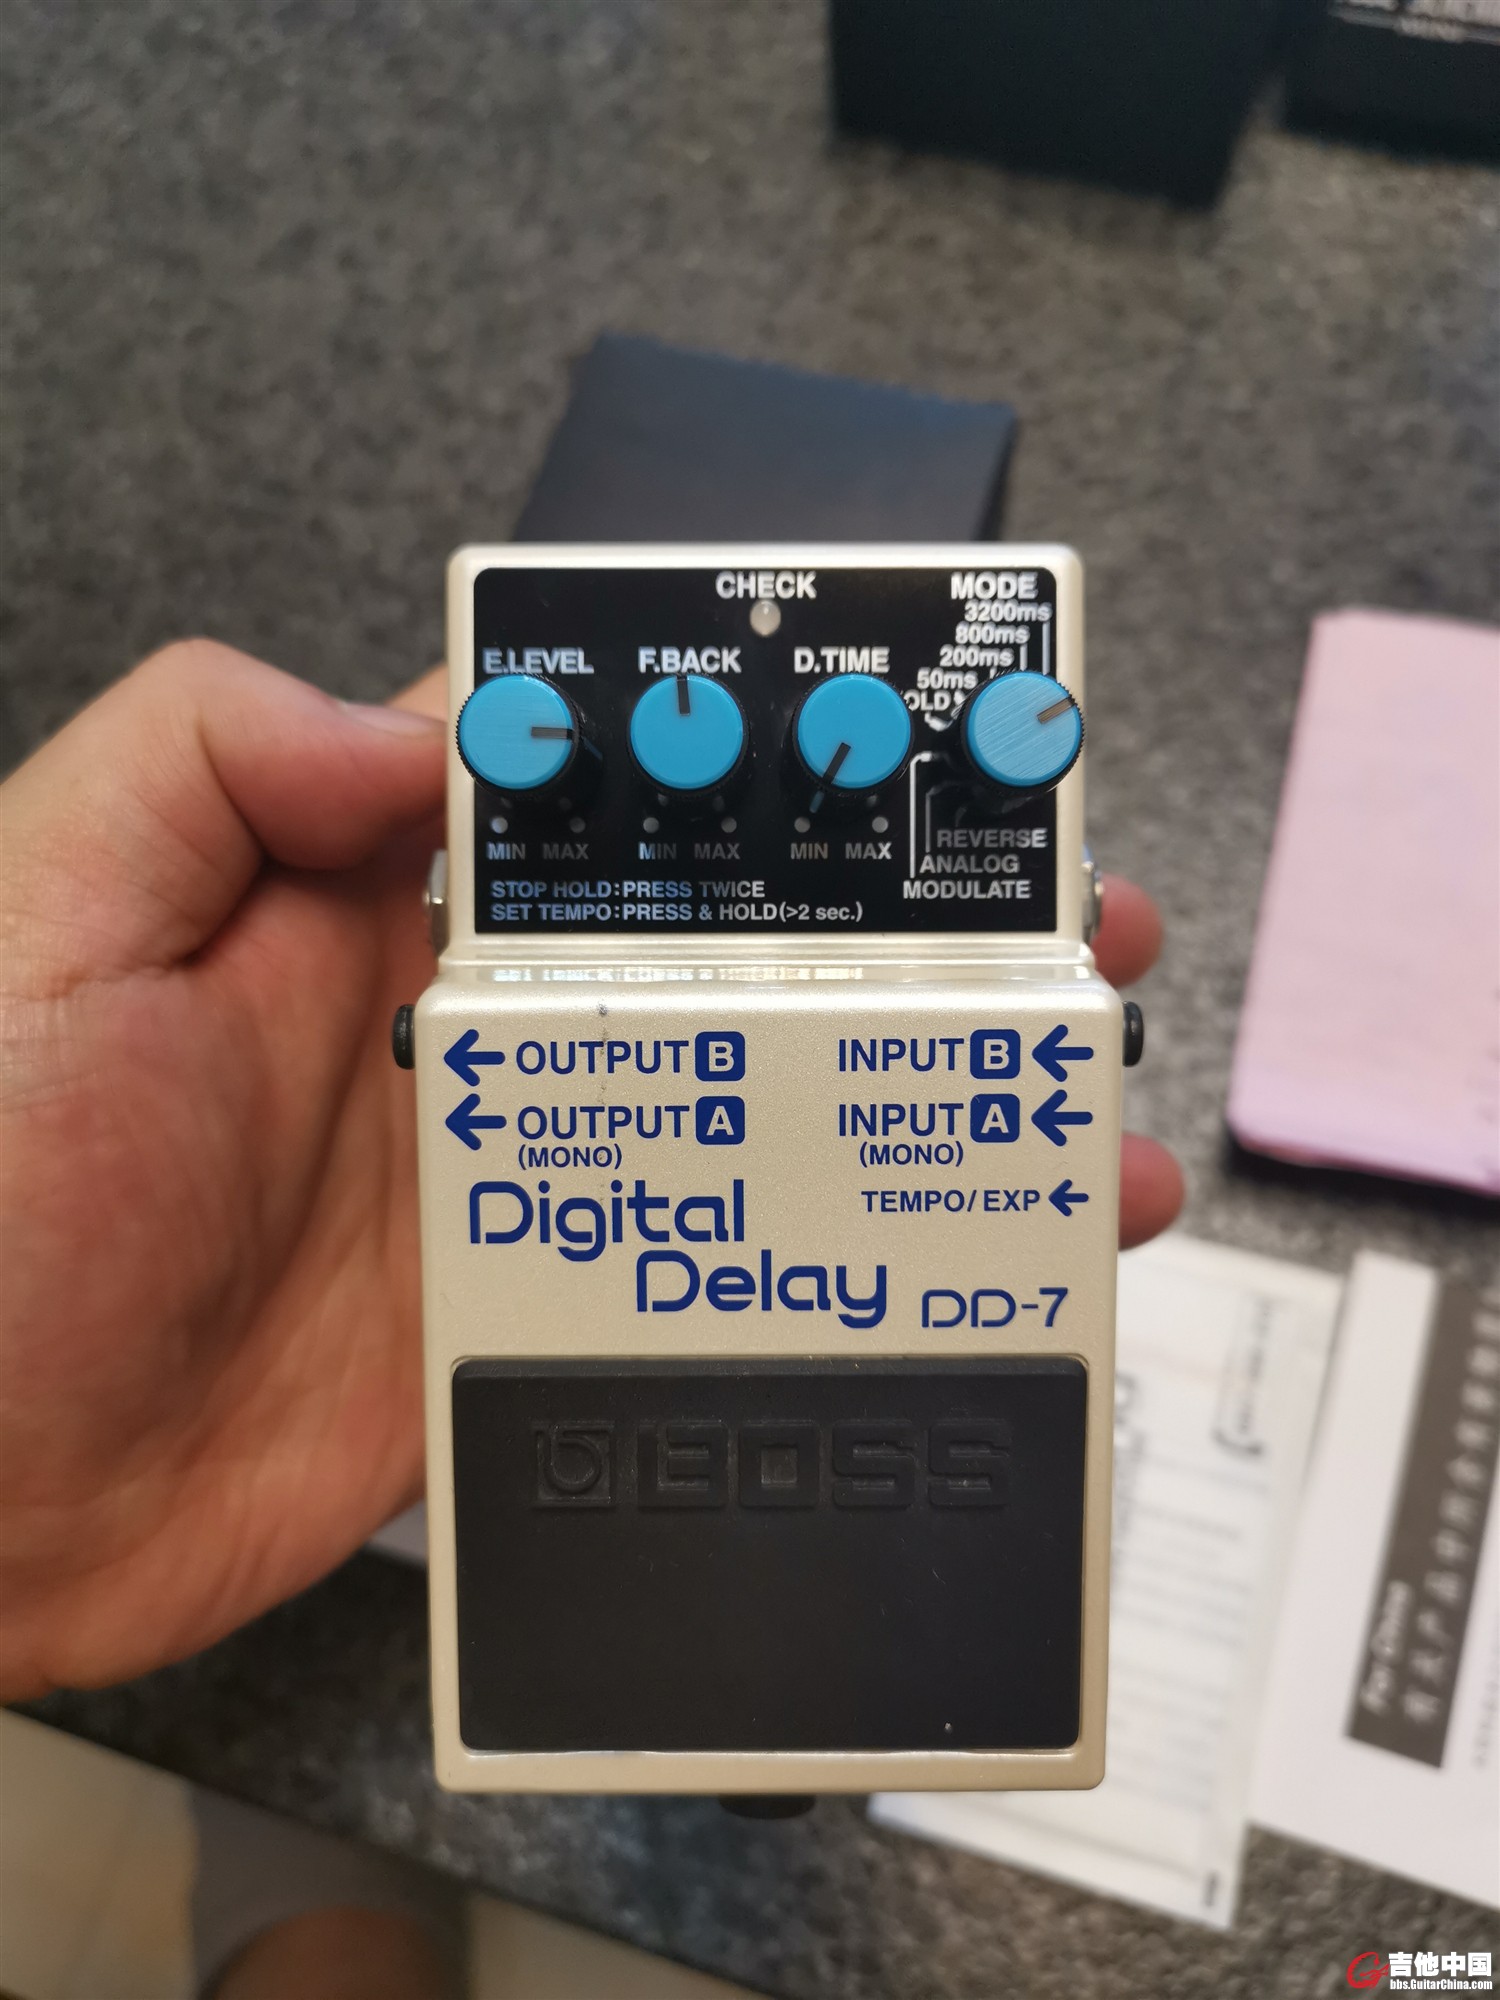 CHECK
MODE
3200ms
800ms
200ms
50ms
E.LEVEL
F.BACK
D.TIME
MIN MAX
MIN MAX
MIN MAX
REVERSE
ANALOG
MODULATE
STOP HOLD:PRESS TWICE
SET TEMPO:PRESS & HOLD(>2 sec.)
OUTPUT B
INPUT B
OUTPUT A
(MONO)
INPUT A
(MONO)
TEMPO/EXP
Digital
Delay
DD-7
BOSS
For China
吉他中国
bbs.GuitarChina.com